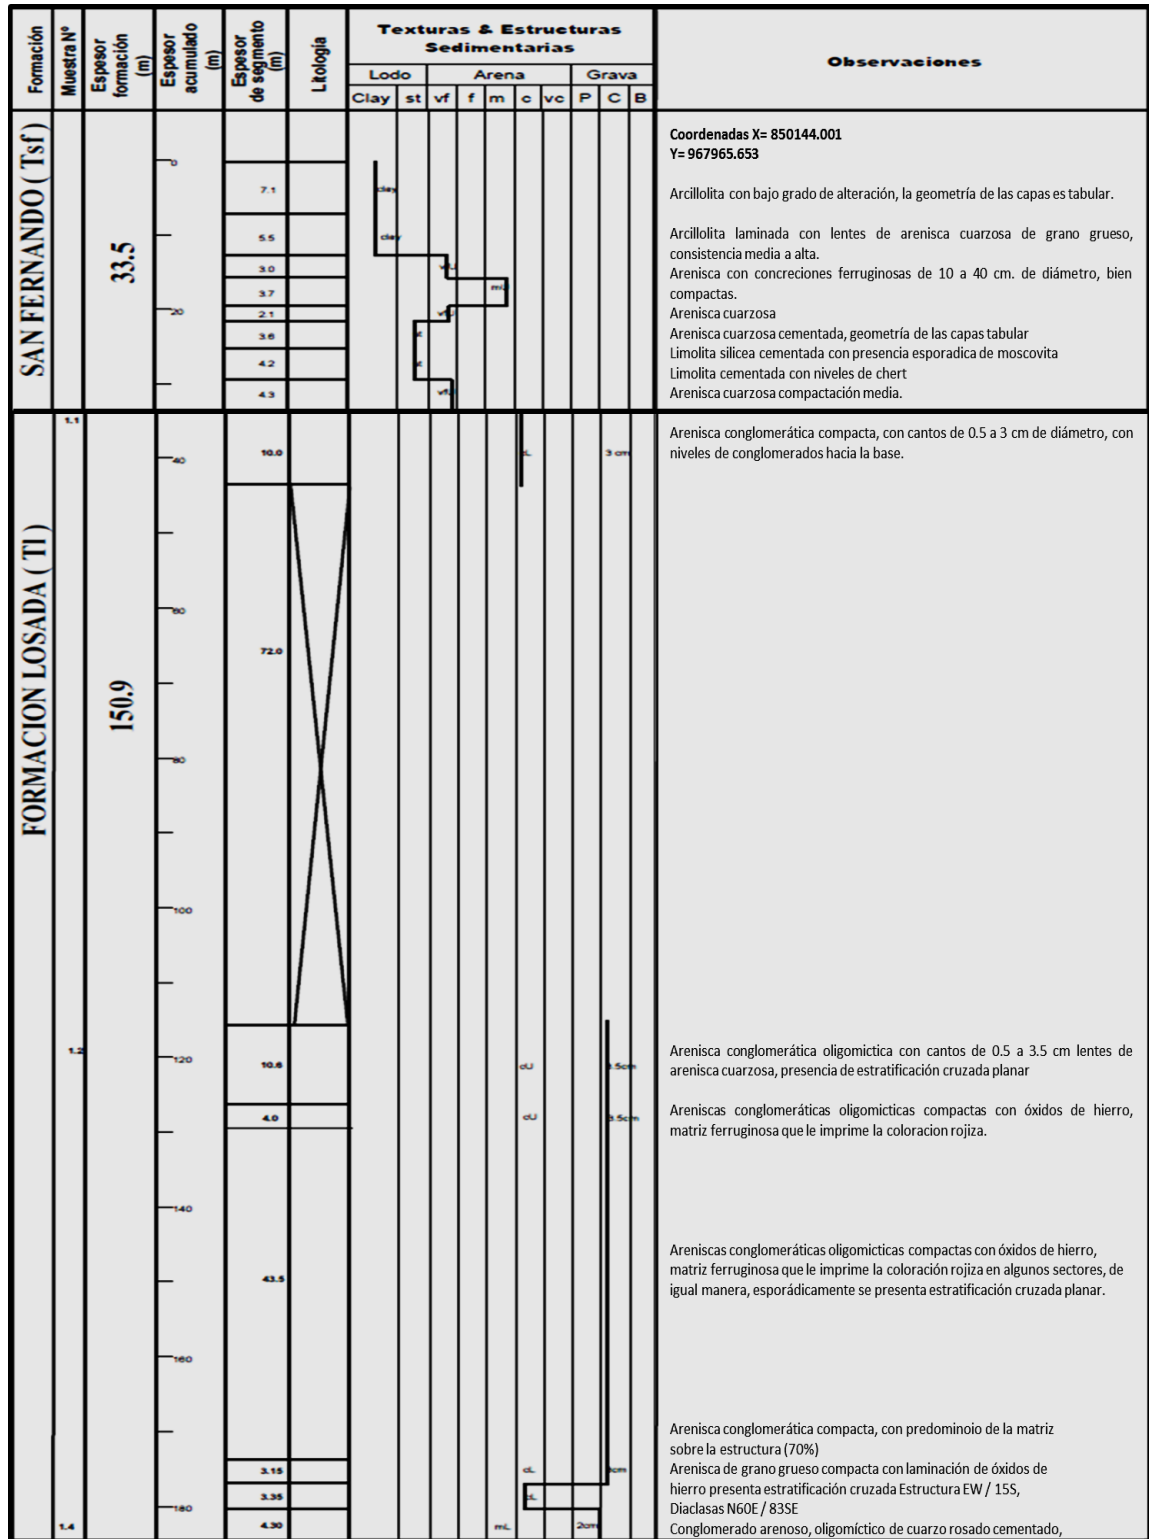 Formación
Muestra Nº
Espesor
formación
(m)
Espesor
acumulado
(m)
Espesor
de segmento
(m)
Litología
Texturas & Estructuras
Sedimentarias
Lodo
Arena
Grava
Clay st vf f m c vc P C B
Observaciones
SAN FERNANDO ( Tsf )
33.5
0
7.1
clay
5.5
clay
3.0
3.7
20
2.1
3.6
4.2
4.3
Coordenadas X= 850144.001
Y= 967965.653
Arcillolita con bajo grado de alteración, la geometría de las capas es tabular.
Arcillolita laminada con lentes de arenisca cuarzosa de grano grueso,
consistencia media a alta.
Arenisca con concreciones ferruginosas de 10 a 40 cm. de diámetro, bien
compactas.
Arenisca cuarzosa
Arenisca cuarzosa cementada, geometría de las capas tabular
Limolita silicea cementada con presencia esporadica de moscovita
Limolita cementada con niveles de chert
Arenisca cuarzosa compactación media.
FORMACION LOSADA ( Tl )
1.1
150.9
40
10.0
cL
3 cm
Arenisca conglomerática compacta, con cantos de 0.5 a 3 cm de diámetro, con
niveles de conglomerados hacia la base.
60
72.0
80
100
1.2
120
10.6
cU
3.5cm
Arenisca conglomerática oligomictica con cantos de 0.5 a 3.5 cm lentes de
arenisca cuarzosa, presencia de estratificación cruzada planar
4.0
cU
3.5cm
Areniscas conglomeráticas oligomicticas compactas con óxidos de hierro,
matriz ferruginosa que le imprime la coloracion rojiza.
140
43.5
Areniscas conglomeráticas oligomicticas compactas con óxidos de hierro,
matriz ferruginosa que le imprime la coloración rojiza en algunos sectores, de
igual manera, esporádicamente se presenta estratificación cruzada planar.
160
3.15
cL
Arenisca conglomerática compacta, con predominoio de la matriz
sobre la estructura (70%)
3.35
cL
Arenisca de grano grueso compacta con laminación de óxidos de
hierro presenta estratificación cruzada Estructura EW / 15S,
Diaclasas N60E / 83SE
180
1.4
4.30
mL
2cm
Conglomerado arenoso, oligomíctico de cuarzo rosado cementado,